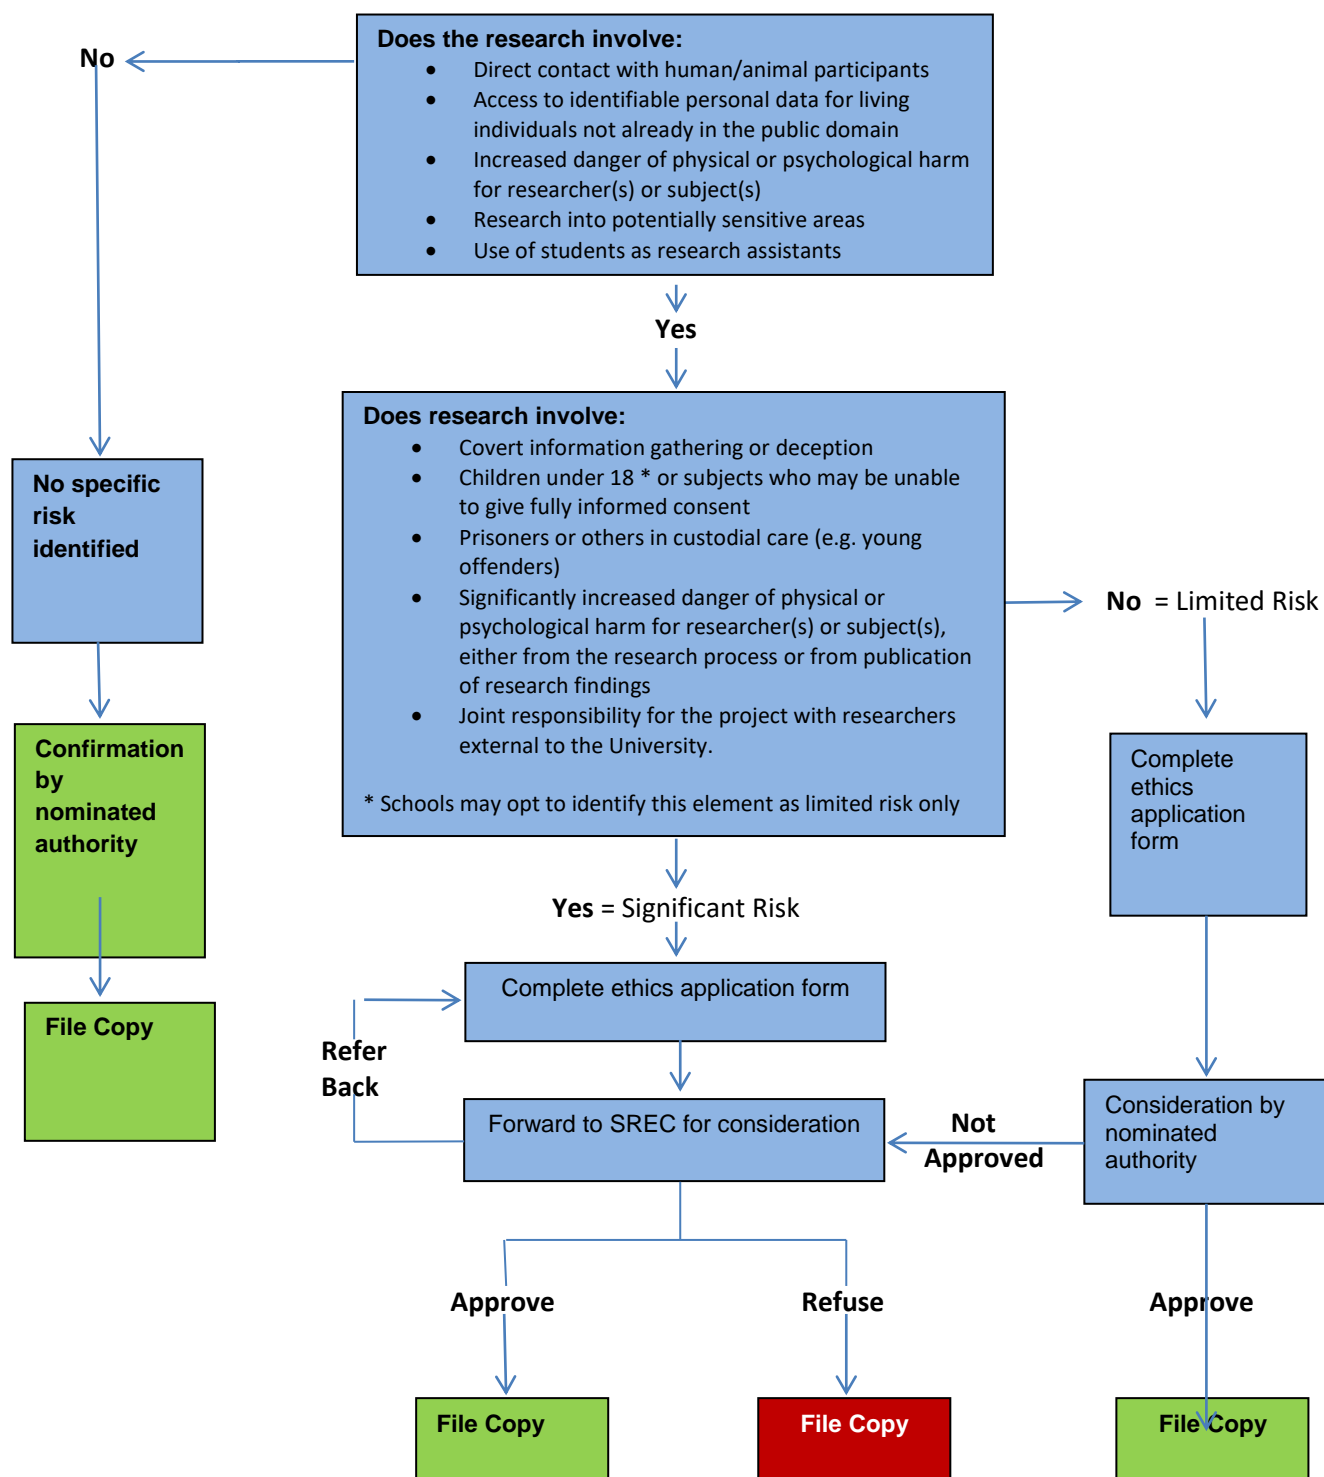 No
Does the research involve:
• Direct contact with human/animal participants
• Access to identifiable personal data for living
individuals not already in the public domain
• Increased danger of physical or psychological harm
for researcher(s) or subject(s)
• Research into potentially sensitive areas
• Use of students as research assistants
Yes
Does research involve:
• Covert information gathering or deception
• Children under 18 * or subjects who may be unable
to give fully informed consent
• Prisoners or others in custodial care (e.g. young
offenders)
• Significantly increased danger of physical or
psychological harm for researcher(s) or subject(s),
either from the research process or from publication
of research findings
• Joint responsibility for the project with researchers
external to the University.
* Schools may opt to identify this element as limited risk only
No specific
risk
identified
No = Limited Risk
Confirmation
by
nominated
authority
Complete
ethics
application
form
Yes = Significant Risk
Complete ethics application form
File Copy
Refer
Back
Forward to SREC for consideration
Not
Approved
Consideration by
nominated
authority
Approve
Refuse
Approve
File Copy
File Copy
File Copy